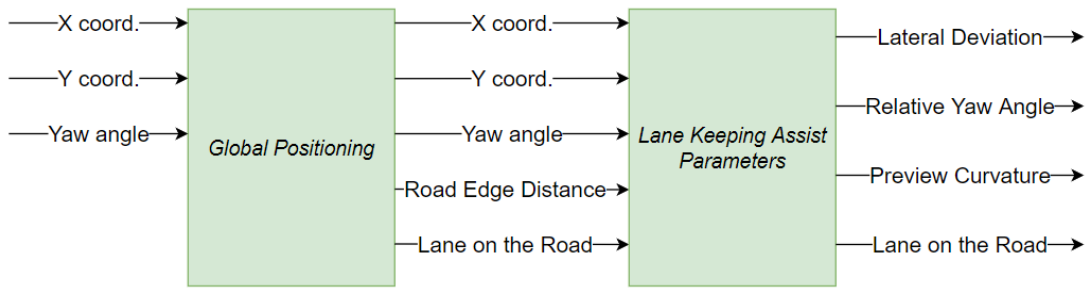 X coord.
Y coord.
Yaw angle
Global Positioning
X coord.
Y coord.
Yaw angle
Road Edge Distance
Lane on the Road
Lane Keeping Assist
Parameters
Lateral Deviation
Relative Yaw Angle
Preview Curvature
Lane on the Road